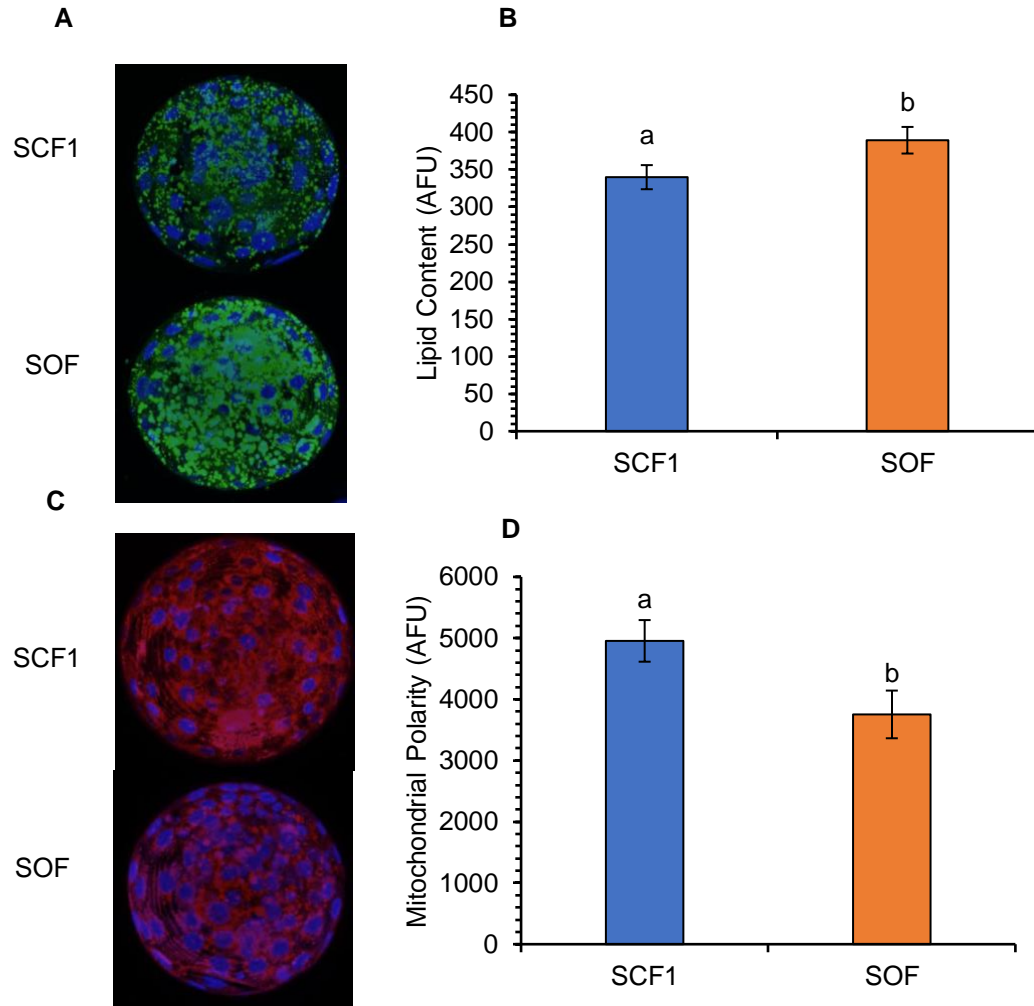 A
SCF1
SOF
B
Lipid Content (AFU)
450
400
350
300
250
200
150
100
50
0
a
b
SCF1
SOF
C
SCF1
SOF
D
Mitochondrial Polarity (AFU)
6000
5000
4000
3000
2000
1000
0
a
b
SCF1
SOF